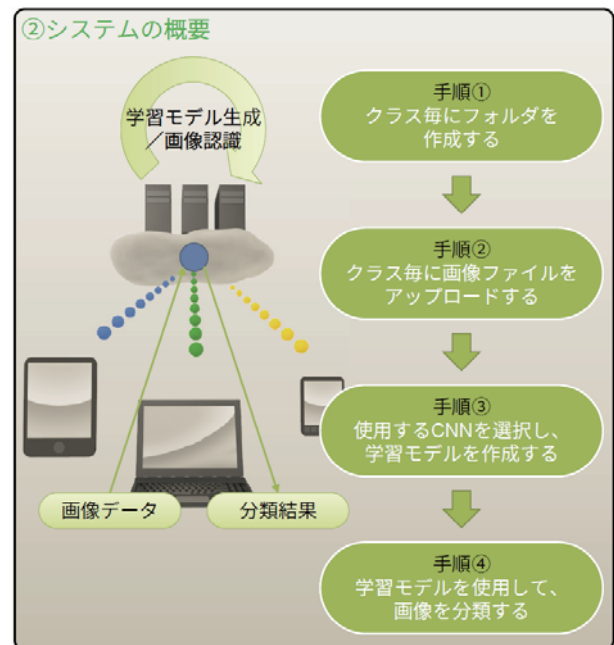 ②システムの概要
学習モデル生成
／画像認識
画像データ
分類結果
手順①
クラス毎にフォルダを
作成する
手順②
クラス毎に画像ファイルを
アップロードする
手順③
使用するCNNを選択し、
学習モデルを作成する
手順④
学習モデルを使用して、
画像を分類する